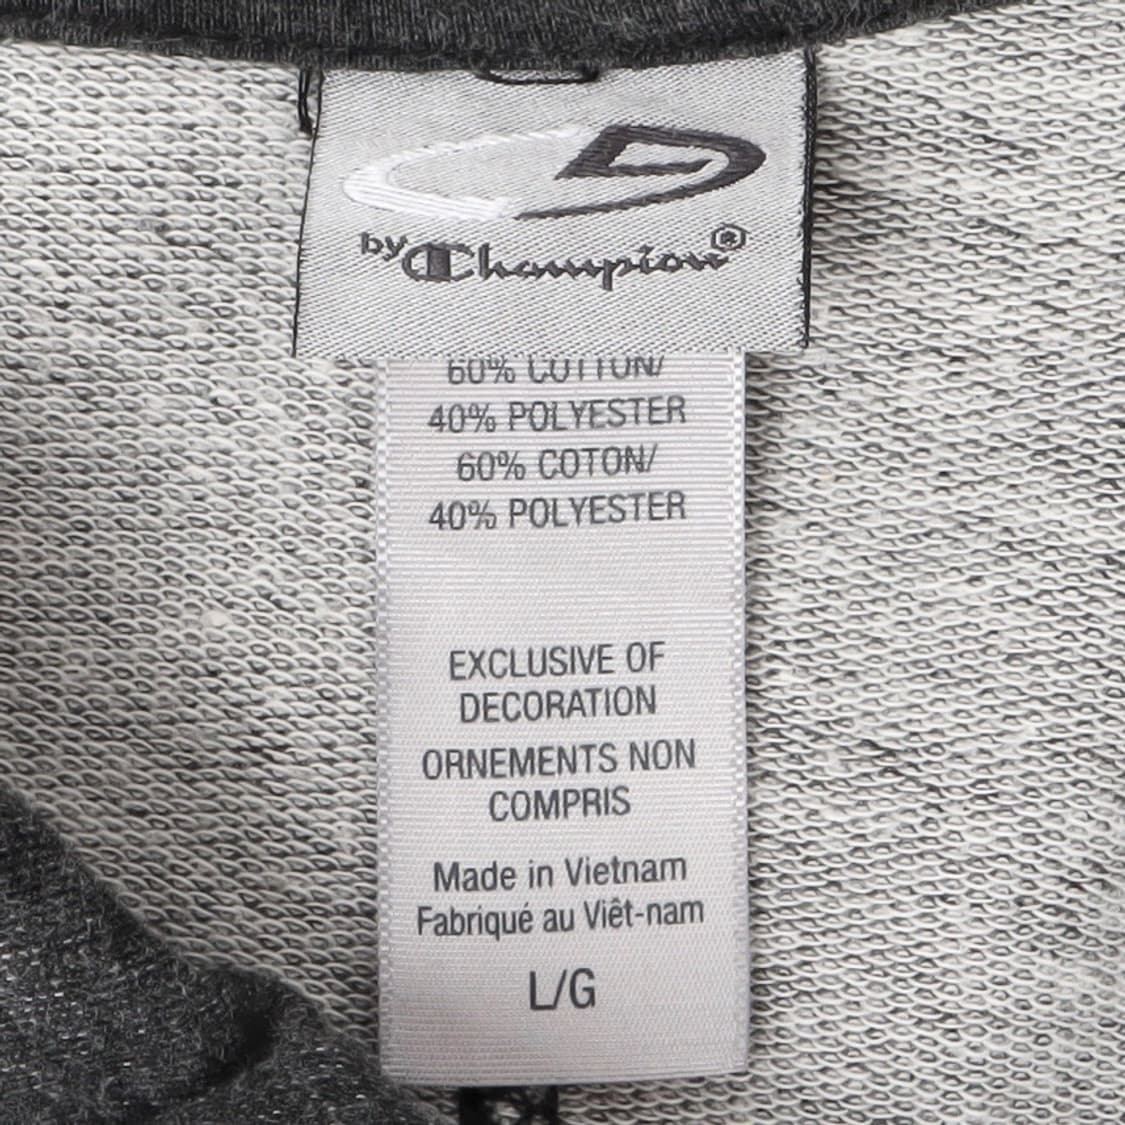 by Champion®
60% COTTON/
40% POLYESTER
60% COTON/
40% POLYESTER
EXCLUSIVE OF
DECORATION
ORNEMENTS NON
COMPRIS
Made in Vietnam
Fabriqué au Viêt-nam
L/G